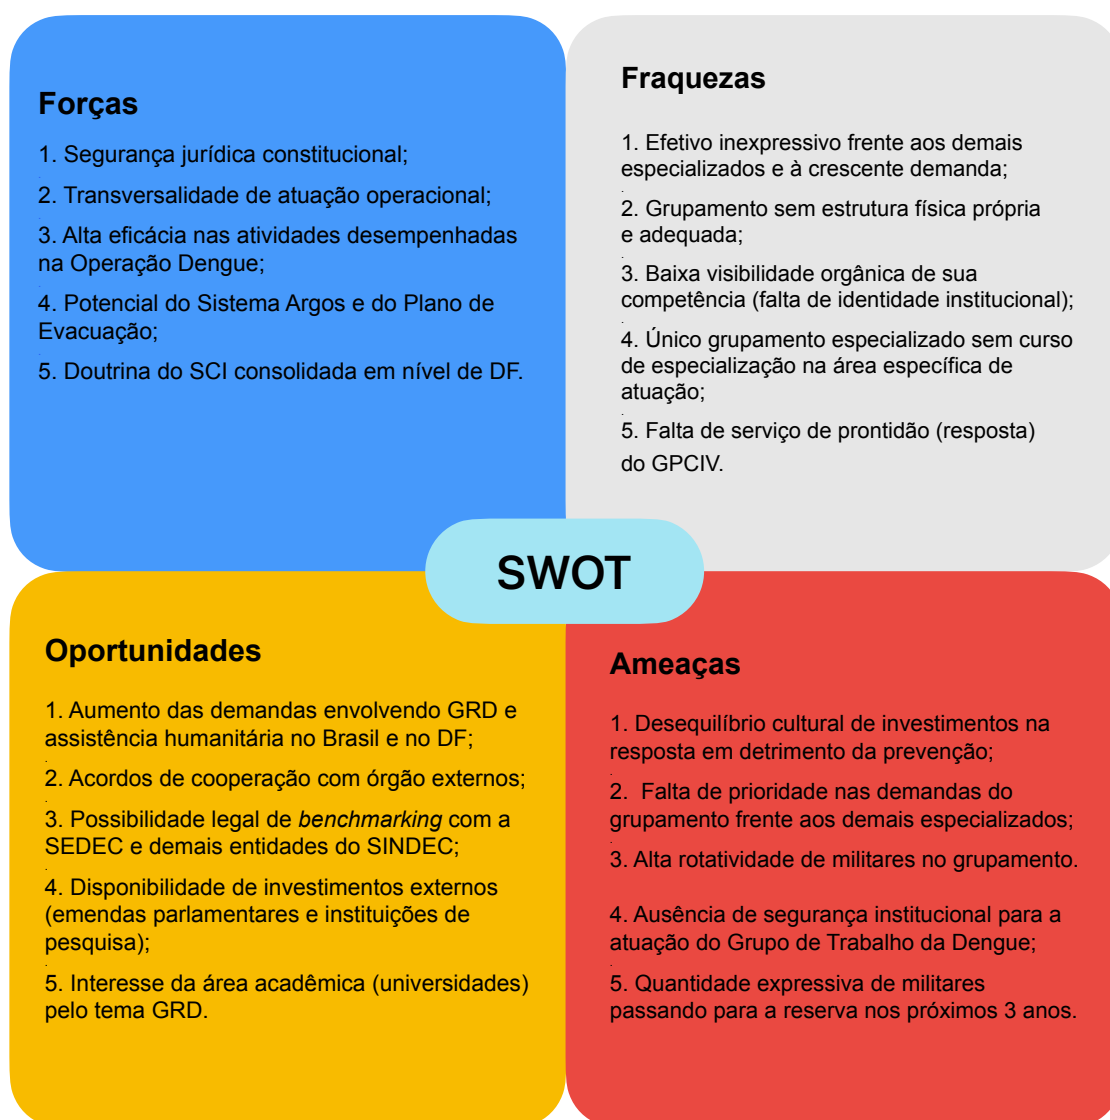 Forças
1. Segurança jurídica constitucional;
2. Transversalidade de atuação operacional;
3. Alta eficácia nas atividades desempenhadas
na Operação Dengue;
4. Potencial do Sistema Argos e do Plano de
Evacuação;
5. Doutrina do SCI consolidada em nível de DF.
Fraquezas
1. Efetivo inexpressivo frente aos demais
especializados e à crescente demanda;
2. Grupamento sem estrutura física própria
e adequada;
3. Baixa visibilidade orgânica de sua
competência (falta de identidade institucional);
4. Único grupamento especializado sem curso
de especialização na área específica de
atuação;
5. Falta de serviço de prontidão (resposta)
do GPCIV.
SWOT
Oportunidades
1. Aumento das demandas envolvendo GRD e
assistência humanitária no Brasil e no DF;
2. Acordos de cooperação com órgão externos;
3. Possibilidade legal de benchmarking com a
SEDEC e demais entidades do SINDEC;
4. Disponibilidade de investimentos externos
(emendas parlamentares e instituições de
pesquisa);
5. Interesse da área acadêmica (universidades)
pelo tema GRD.
Ameaças
1. Desequilíbrio cultural de investimentos na
resposta em detrimento da prevenção;
2. Falta de prioridade nas demandas do
grupamento frente aos demais especializados;
3. Alta rotatividade de militares no grupamento.
4. Ausência de segurança institucional para a
atuação do Grupo de Trabalho da Dengue;
5. Quantidade expressiva de militares
passando para a reserva nos próximos 3 anos.